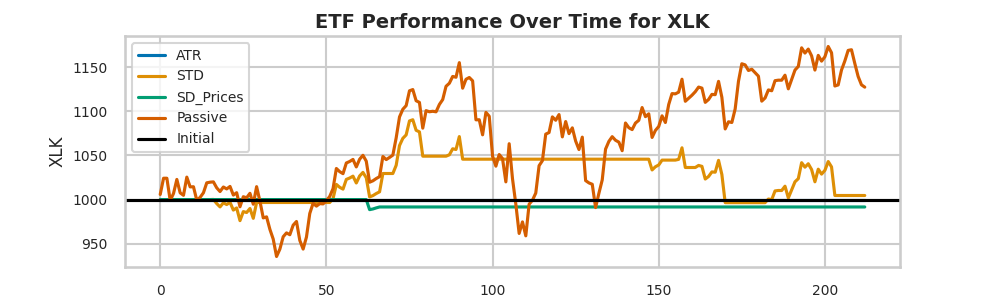 ETF Performance Over Time for XLK
XLK
1150
1100
1050
1000
950
ATR
STD
SD_Prices
Passive
Initial
0 50 100 150 200